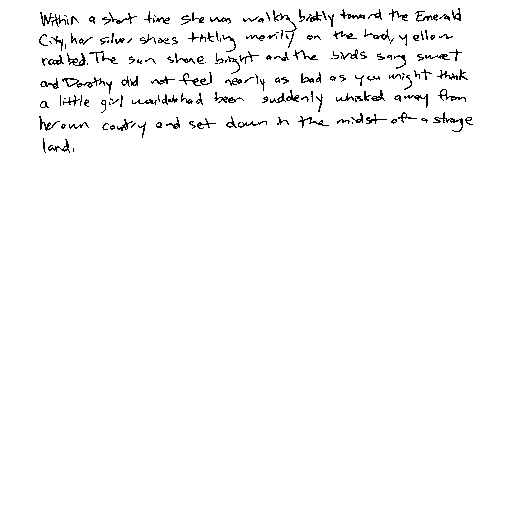 Within a short time she was walking briskly toward the Emerald
City, her silver shoes tinkling merrily on the hard, yellow
roadbed. The sun shone bright and the birds sang sweet
and Dorothy did not feel nearly as bad as you might think
a little girl would who had been suddenly whisked away from
her own country and set down in the midst of a strange
land.